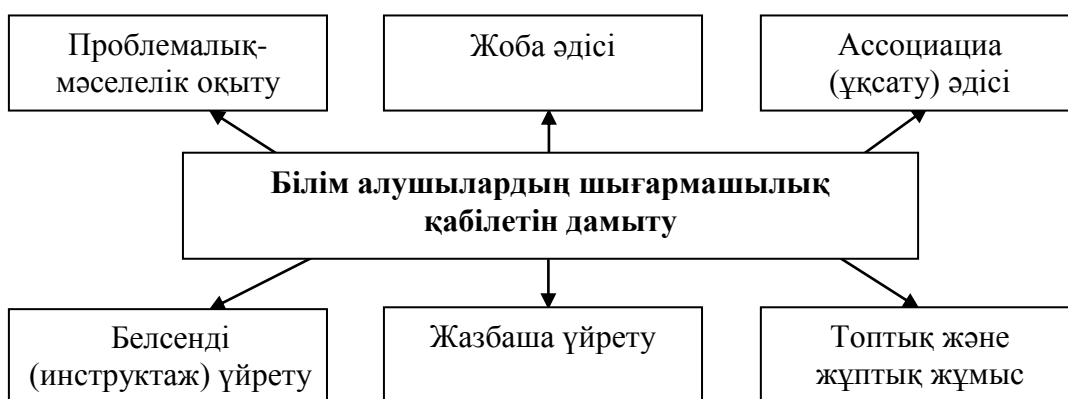 Проблемалық-
мәселелік оқыту
Жоба әдісі
Ассоциациа
(ұқсату) әдісі
Білім алушылардың шығармашылық
қабілетін дамыту
Белсенді
(инструктаж) үйрету
Жазбаша үйрету
Топтық және
жұптық жұмыс